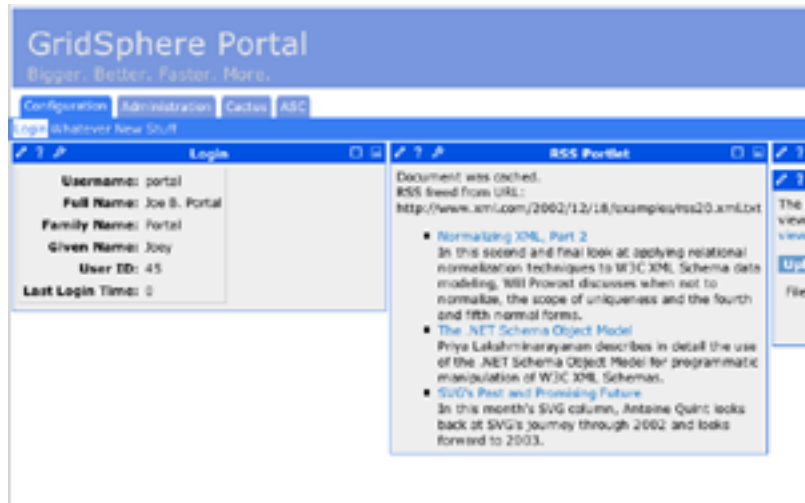 GridSphere Portal
Bigger. Better. Faster. More.
Configuration Administration Cactus ASC
Login Whatever New Stuff
Login
Username: portal
Full Name: Joe B. Portal
Family Name: Portal
Given Name: Joey
User ID: 45
Last Login Time: 0
RSS Portlet
Document was cached.
RSS feed from URL:
http://www.xml.com/2002/12/18/examples/rss20.xml.txt
Normalizing XML, Part 2
In this second and final look at applying relational
normalization techniques to W3C XML Schema data
modeling, Will Provost discusses when not to
normalize, the scope of uniqueness and the fourth
and fifth normal forms.
The .NET Schema Object Model
Priya Lakshminarayanan describes in detail the use
of the .NET Schema Object Model for programmatic
manipulation of W3C XML Schemas.
SVG's Past and Promising Future
In this month's SVG column, Antoine Quint looks
back at SVG's journey through 2002 and looks
forward to 2003.
The
view
view
Upl
File